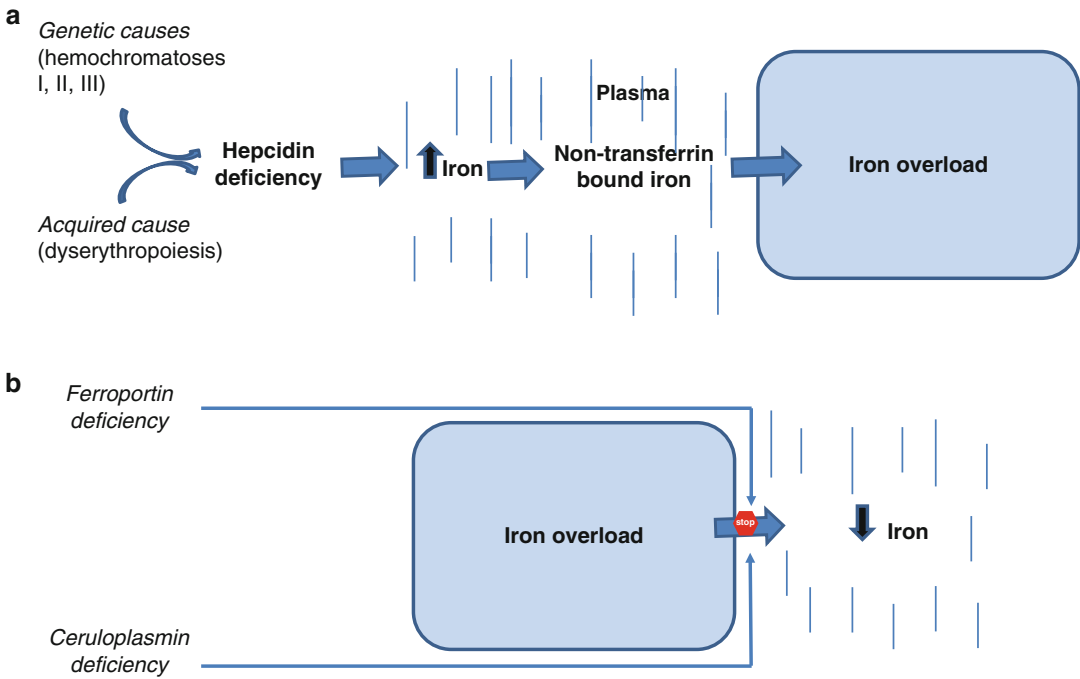 a
Genetic causes
(hemochromatoses
I, II, III)
Hepcidin
deficiency
Acquired cause
(dyserythropoiesis)
Iron
Plasma
Non-transferrin
bound iron
Iron overload
b
Ferroportin
deficiency
Iron overload
stop
Iron
Ceruloplasmin
deficiency